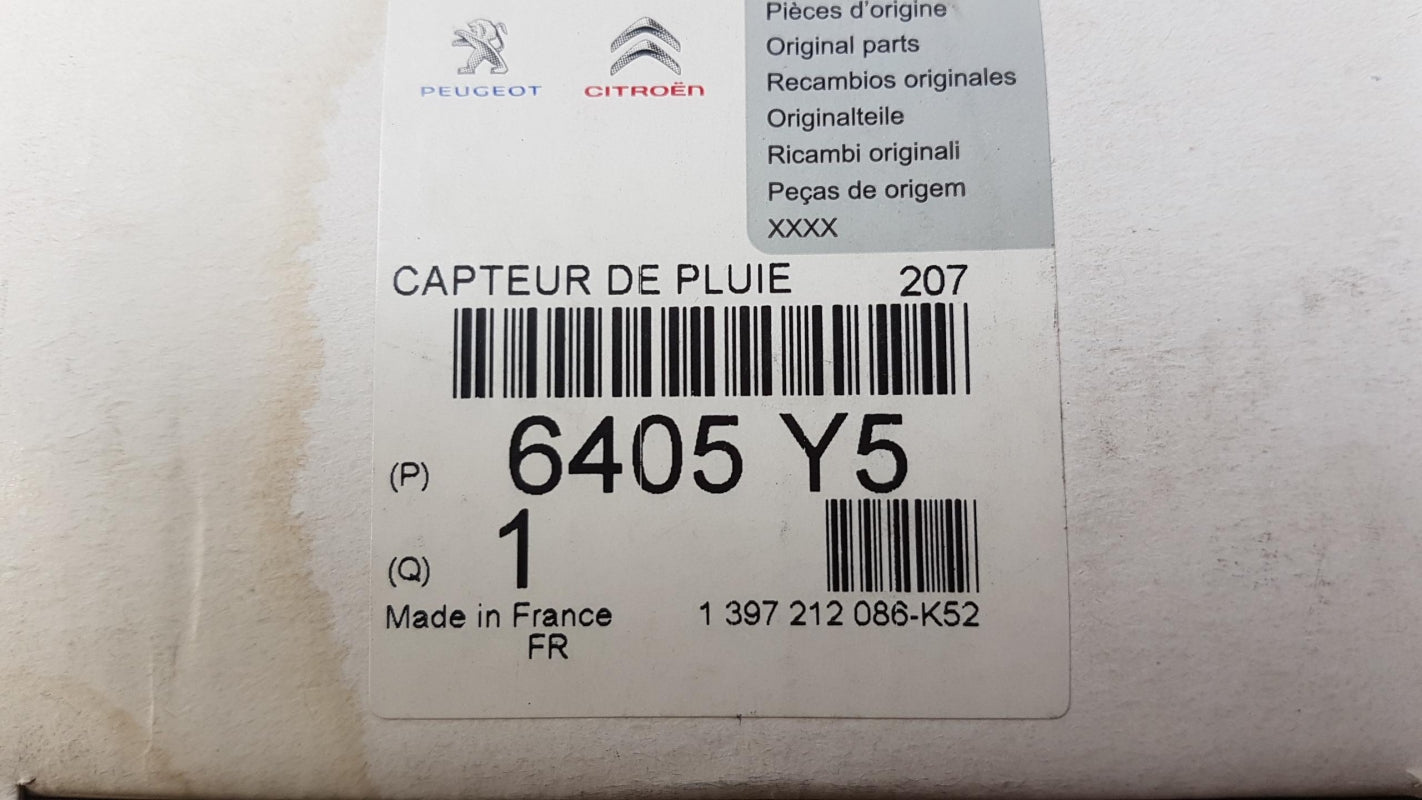 PEUGEOT
CITROËN
Pièces d'origine
Original parts
Recambios originales
Originalteile
Ricambi originali
Peças de origem
XXXX
CAPTEUR DE PLUIE 207
(P) 6405 Y5
(Q) 1
Made in France 1 397 212 086-K52
FR